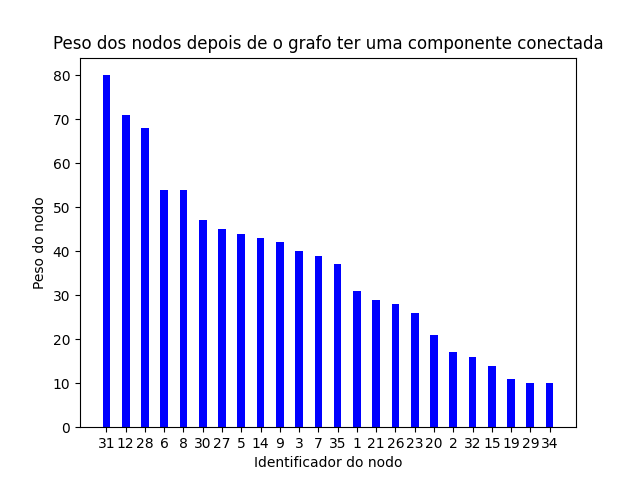 Peso dos nodos depois de o grafo ter uma componente conectada
80
70
60
50
40
30
20
10
0
Peso do nodo
31 12 28 6 8 30 27 5 14 9 3 7 35 1 21 26 23 20 2 32 15 19 29 34
Identificador do nodo